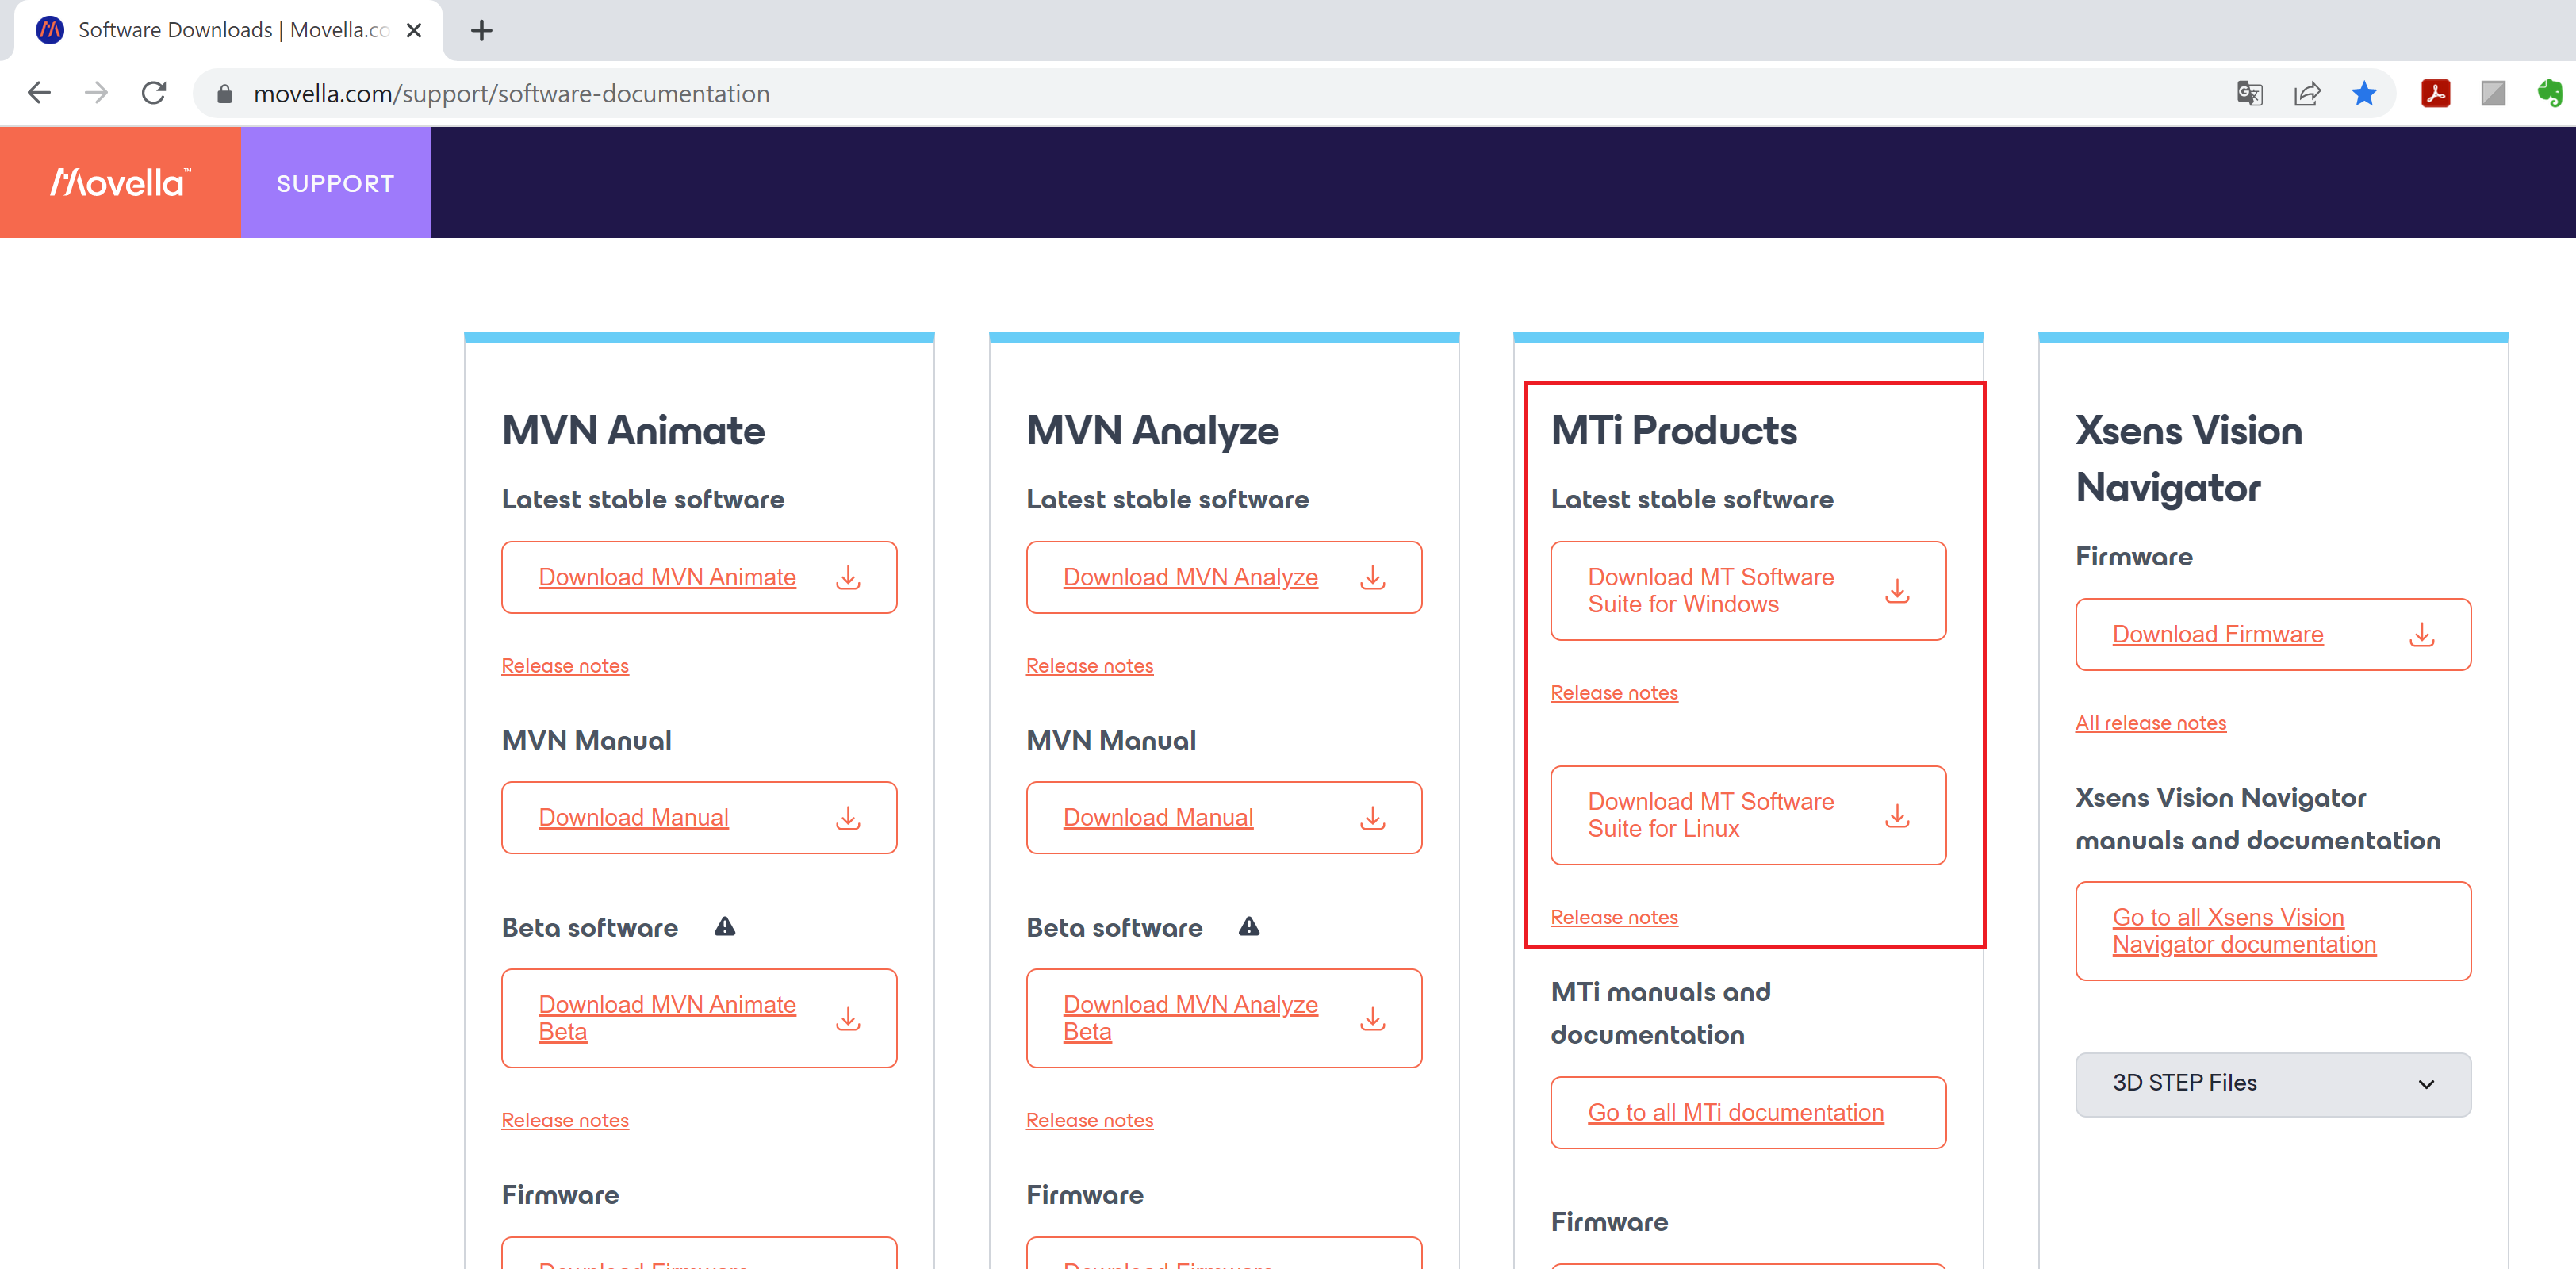 Software Downloads | Movella.co
movella.com/support/software-documentation
Movella™
SUPPORT
MVN Animate
Latest stable software
Download MVN Animate
Release notes
MVN Manual
Download Manual
Beta software
Download MVN Animate
Beta
Release notes
Firmware
Download Firmware
MVN Analyze
Latest stable software
Download MVN Analyze
Release notes
MVN Manual
Download Manual
Beta software
Download MVN Analyze
Beta
Release notes
Firmware
Download Firmware
MTi Products
Latest stable software
Download MT Software
Suite for Windows
Release notes
Download MT Software
Suite for Linux
Release notes
MTi manuals and
documentation
Go to all MTi documentation
Firmware
Xsens Vision
Navigator
Firmware
Download Firmware
All release notes
Xsens Vision Navigator
manuals and documentation
Go to all Xsens Vision
Navigator documentation
3D STEP Files